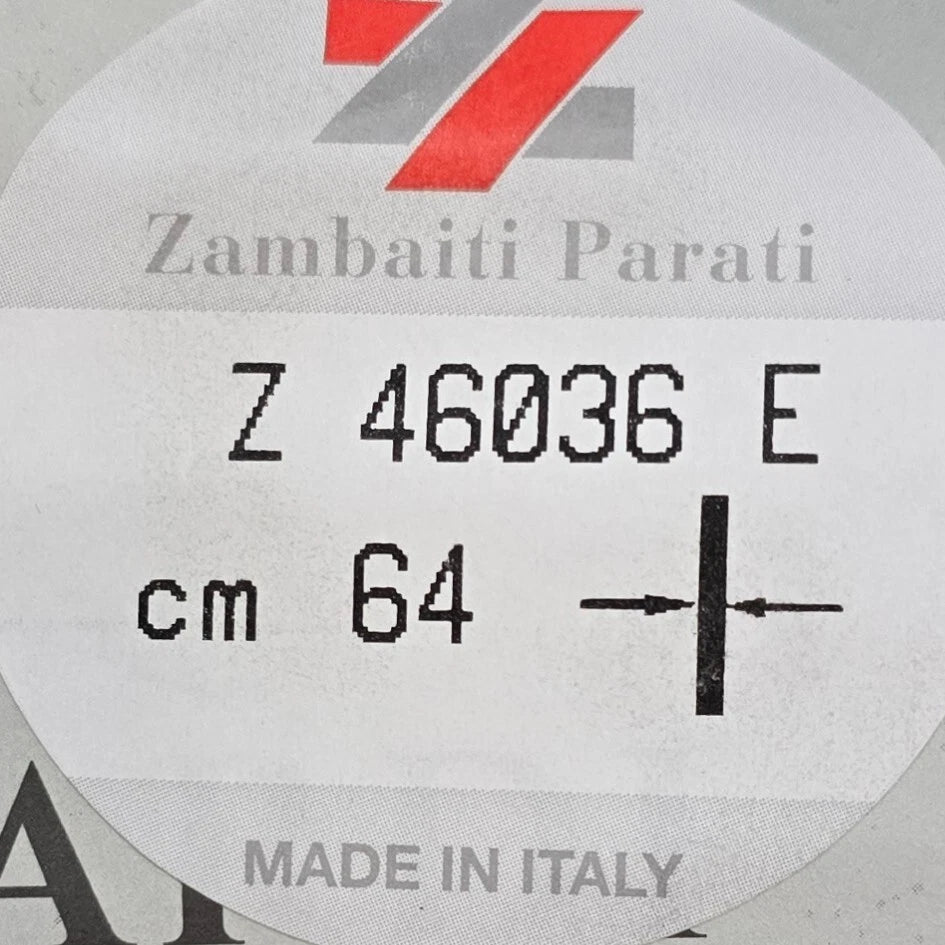 Zambaiti Parati
Z 46036 E
cm 64
MADE IN ITALY